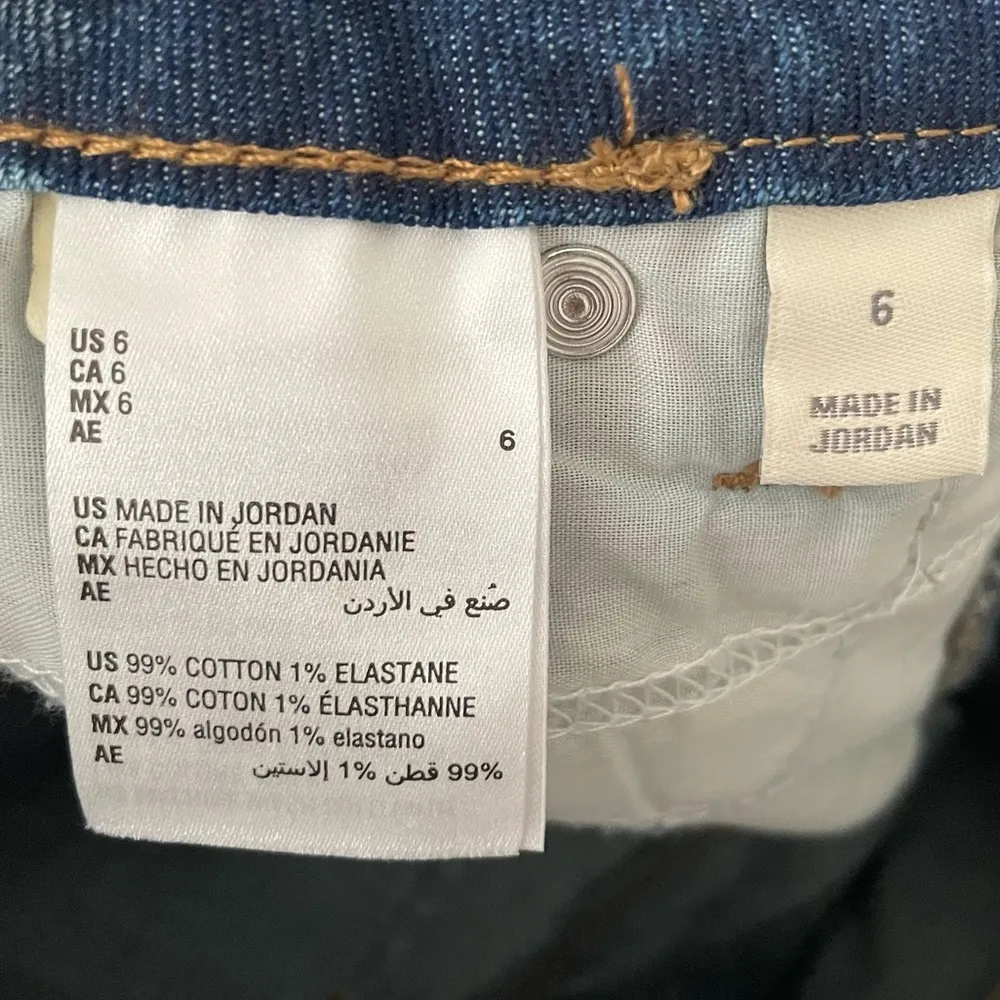 US 6
CA 6
MX 6
AE
6
US MADE IN JORDAN
CA FABRIQUÉ EN JORDANIE
MX HECHO EN JORDANIA
AE صُنع في الأردن
US 99% COTTON 1% ELASTANE
CA 99% COTON 1% ÉLASTHANNE
MX 99% algodón 1% elastano
AE 99% قطن 1% إلاستين
6
MADE IN
JORDAN